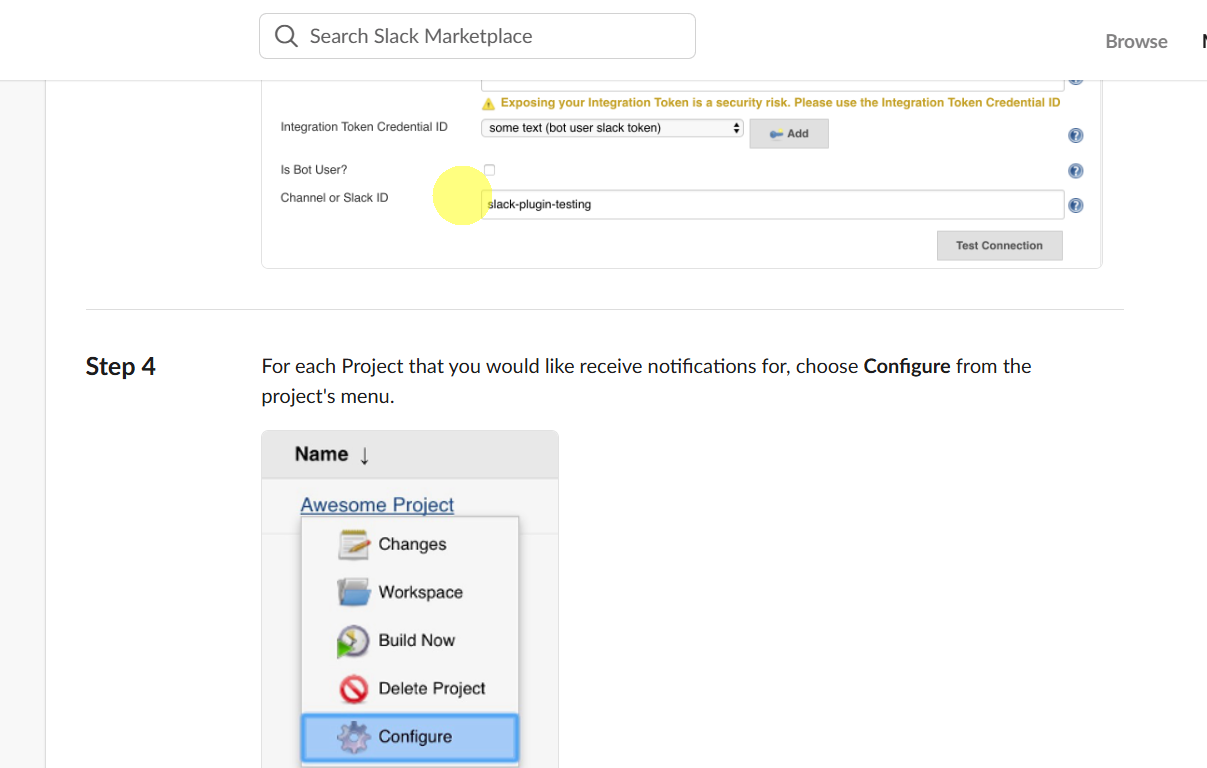 Search Slack Marketplace
Browse
Exposing your Integration Token is a security risk. Please use the Integration Token Credential ID
Integration Token Credential ID
some text (bot user slack token)
Add
Is Bot User?
Channel or Slack ID
slack-plugin-testing
Test Connection
Step 4
For each Project that you would like receive notifications for, choose Configure from the
project's menu.
Name ↓
Awesome Project
Changes
Workspace
Build Now
Delete Project
Configure